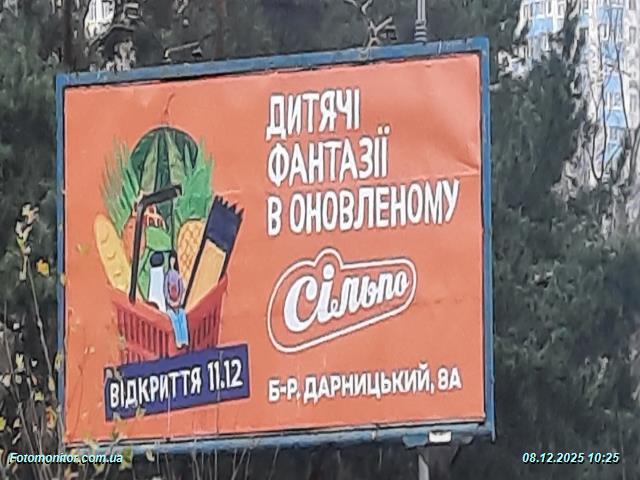 ДИТЯЧІ
ФАНТАЗІЇ
В ОНОВЛЕНОМУ
Сільпо
ВІДКРИТТЯ 11.12
Б-Р, ДАРНИЦЬКИЙ, 8А
Fotomonitor.com.ua
08.12.2025 10:25